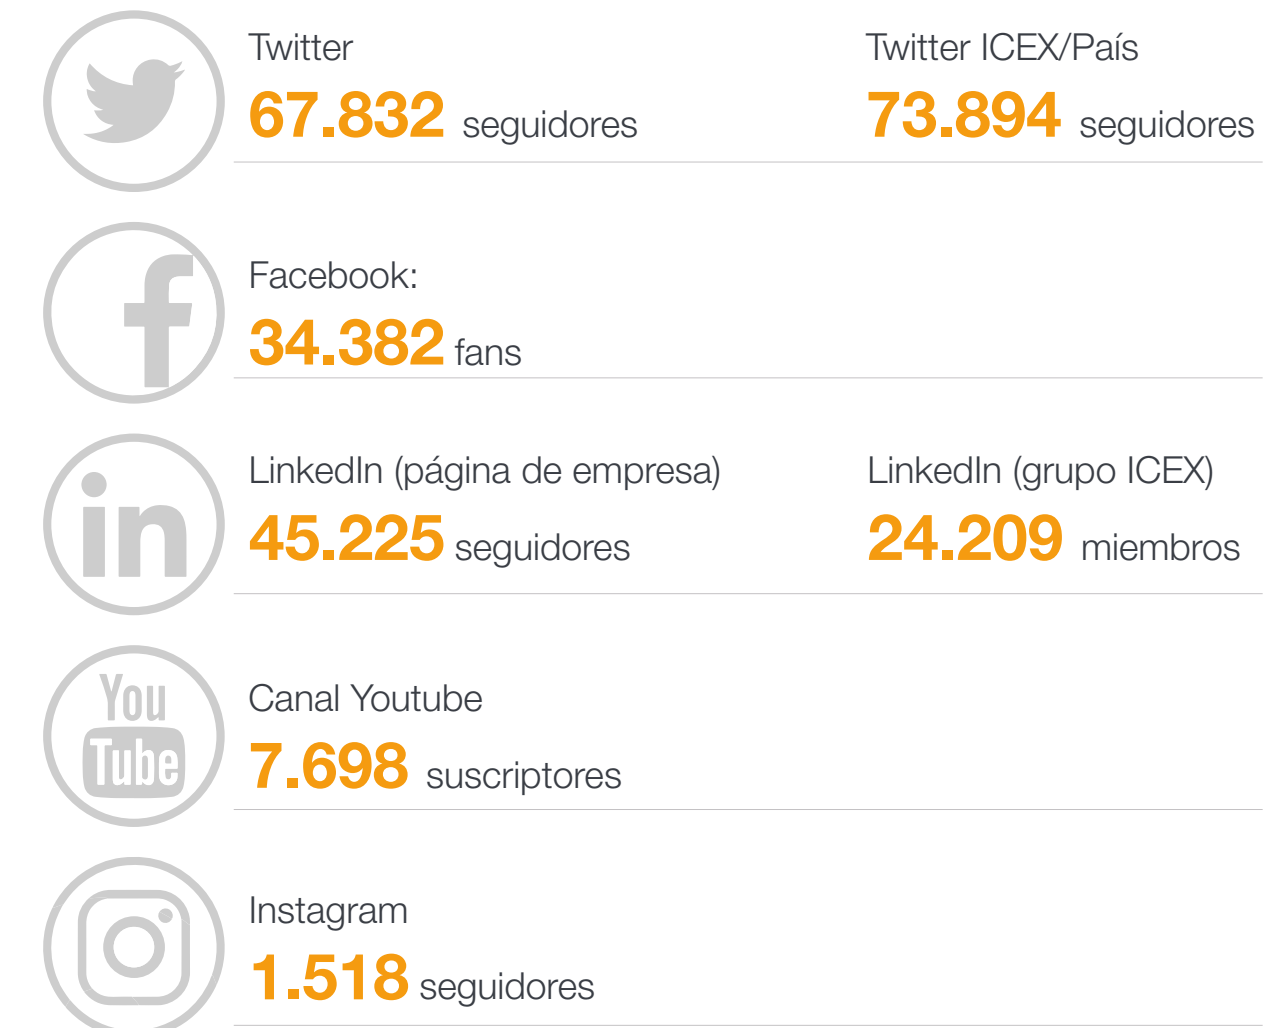 Twitter
67.832 seguidores
Twitter ICEX/País
73.894 seguidores
Facebook:
34.382 fans
in
LinkedIn (página de empresa)
45.225 seguidores
LinkedIn (grupo ICEX)
24.209 miembros
You
Tube
Canal Youtube
7.698 suscriptores
Instagram
1.518 seguidores